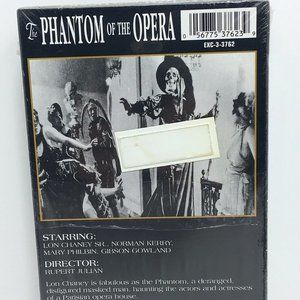 The PHANTOM OF THE OPERA
0 56775 37623 9
EXC-3-3762
STARRING:
LON CHANEY SR., NORMAN KERRY,
MARY PHILBIN, GIBSON GOWLAND
DIRECTOR:
RUPERT JULIAN
Lon Chaney is fabulous as the Phantom, a deranged,
disfigured masked man, haunting the actors and actresses
of a Parisian opera house.